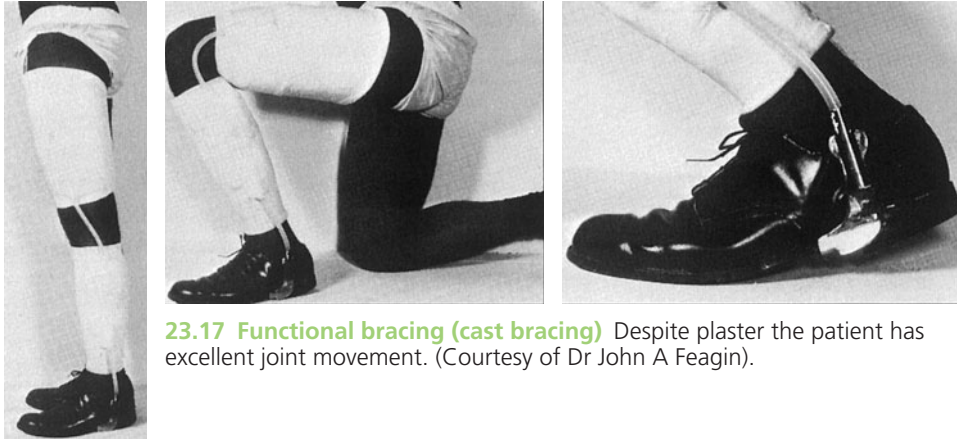 23.17 Functional bracing (cast bracing) Despite plaster the patient has
excellent joint movement. (Courtesy of Dr John A Feagin).